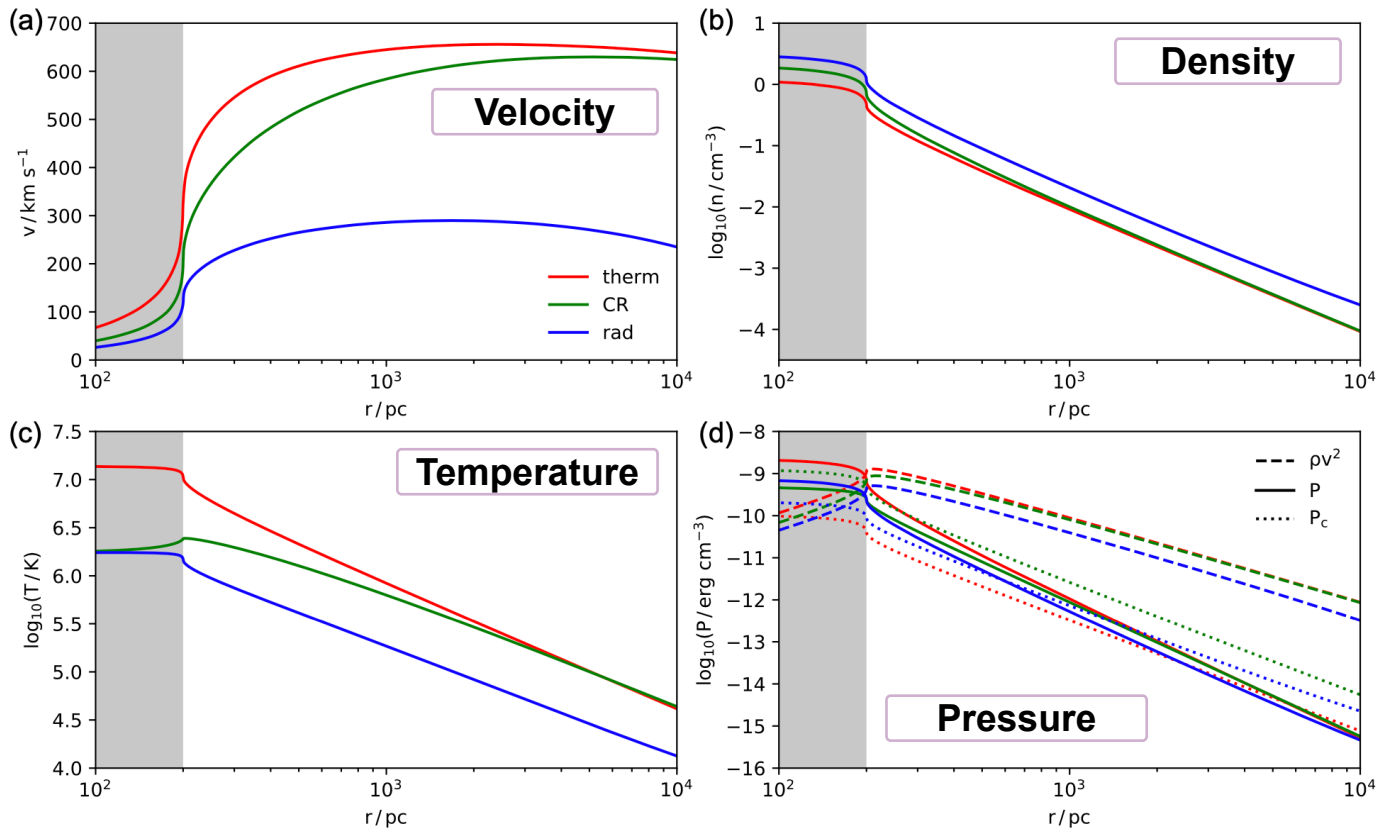 (a)
700
600
500
400
300
200
100
0
v / km s⁻¹
Velocity
therm
CR
rad
10²
10³
10⁴
r / pc
(b)
1
0
−1
−2
−3
−4
log₁₀(n / cm⁻³)
Density
10²
10³
10⁴
r / pc
(c)
7.5
7.0
6.5
6.0
5.5
5.0
4.5
4.0
log₁₀(T / K)
Temperature
10²
10³
10⁴
r / pc
(d)
−8
−9
−10
−11
−12
−13
−14
−15
−16
log₁₀(P / erg cm⁻³)
ρv²
P
P_c
Pressure
10²
10³
10⁴
r / pc